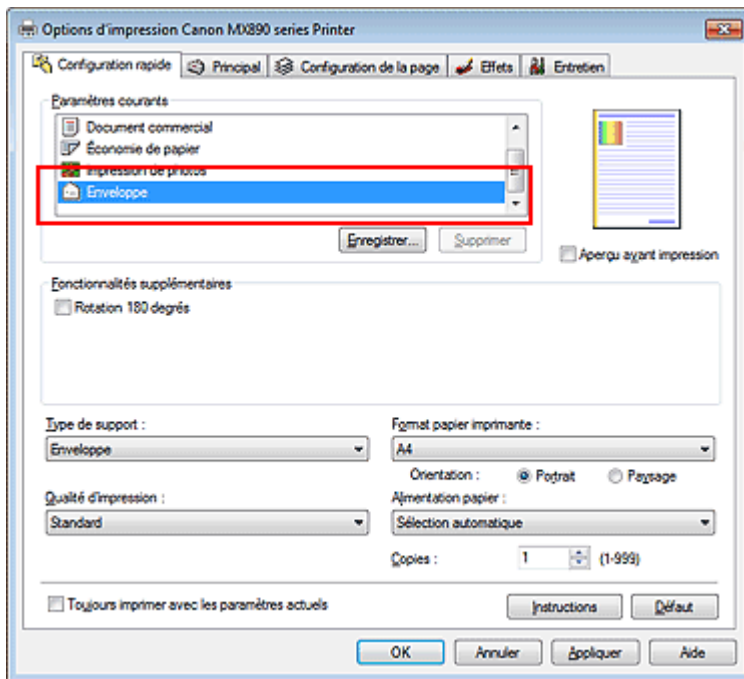 Options d'impression Canon MX890 series Printer
Configuration rapide Principal Configuration de la page Effets Entretien
Paramètres courants
Document commercial
Économie de papier
Impression de photos
Enveloppe
Enregistrer... Supprimer
Aperçu avant impression
Fonctionnalités supplémentaires
Rotation 180 degrés
Type de support : Format papier imprimante :
Enveloppe A4
Orientation : Portrait Paysage
Qualité d'impression : Alimentation papier :
Standard Sélection automatique
Copies : 1 (1-999)
Toujours imprimer avec les paramètres actuels Instructions Défaut
OK Annuler Appliquer Aide